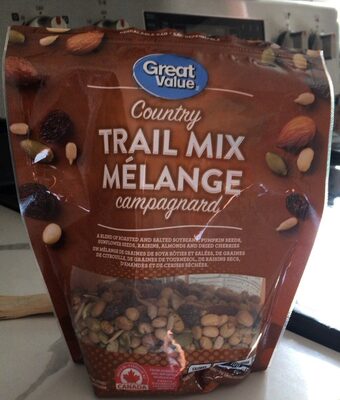 Great
Value
Country
TRAIL MIX
MÉLANGE
campagnard
A BLEND OF ROASTED AND SALTED SOYBEANS, PUMPKIN SEEDS,
SUNFLOWER SEEDS, RAISINS, ALMONDS AND DRIED CHERRIES
UN MÉLANGE DE GRAINES DE SOYA RÔTIES ET SALÉES, DE GRAINES
DE CITROUILLE, DE GRAINES DE TOURNESOL, DE RAISINS SECS,
D'AMANDES ET DE CERISES SÉCHÉES.
CANADA